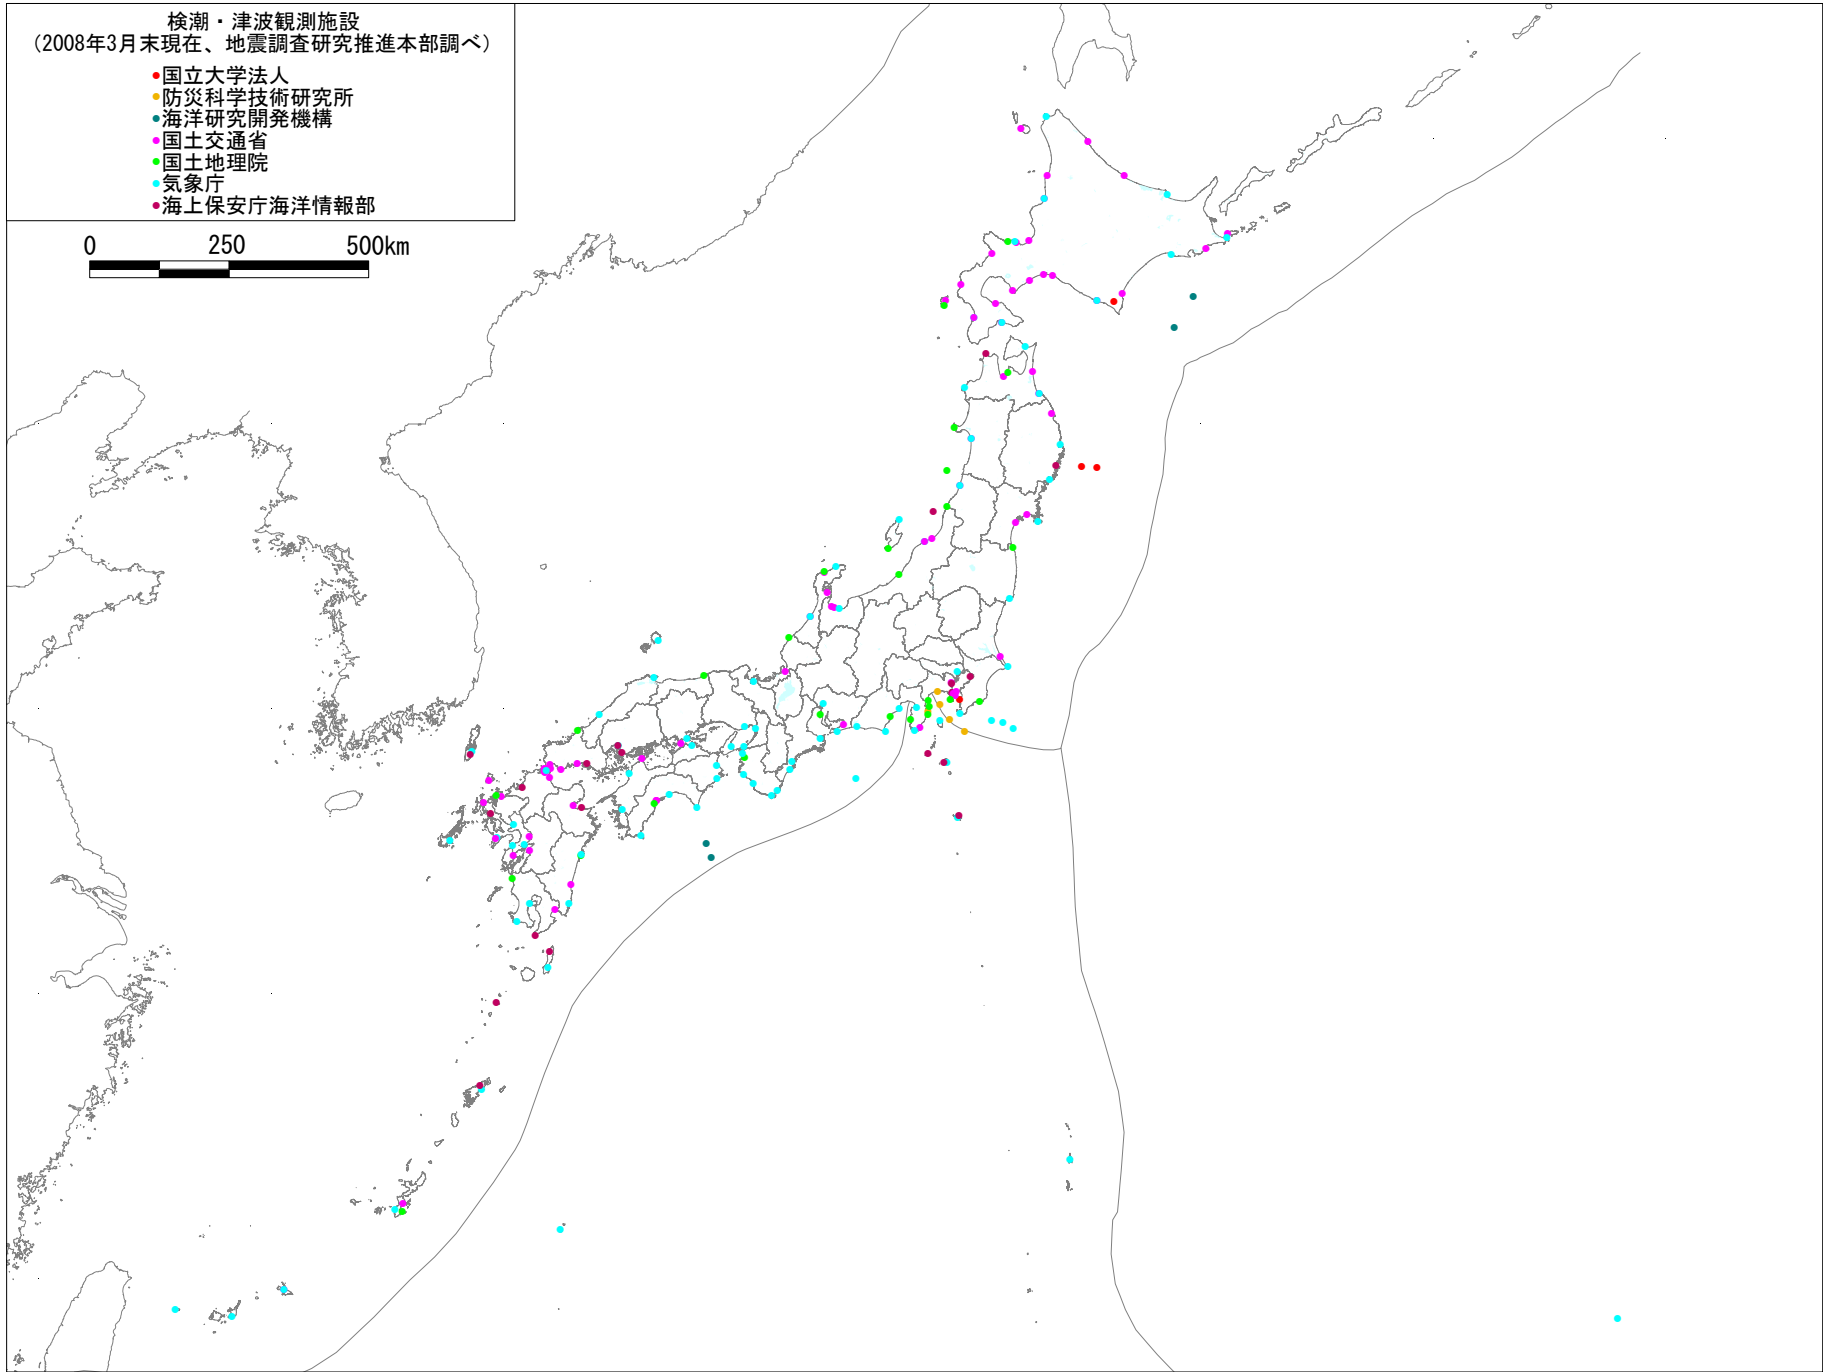 検潮・津波観測施設
(2008年3月末現在、地震調査研究推進本部調べ)
国立大学法人
防災科学技術研究所
海洋研究開発機構
国土交通省
国土地理院
気象庁
海上保安庁海洋情報部
0 250 500km